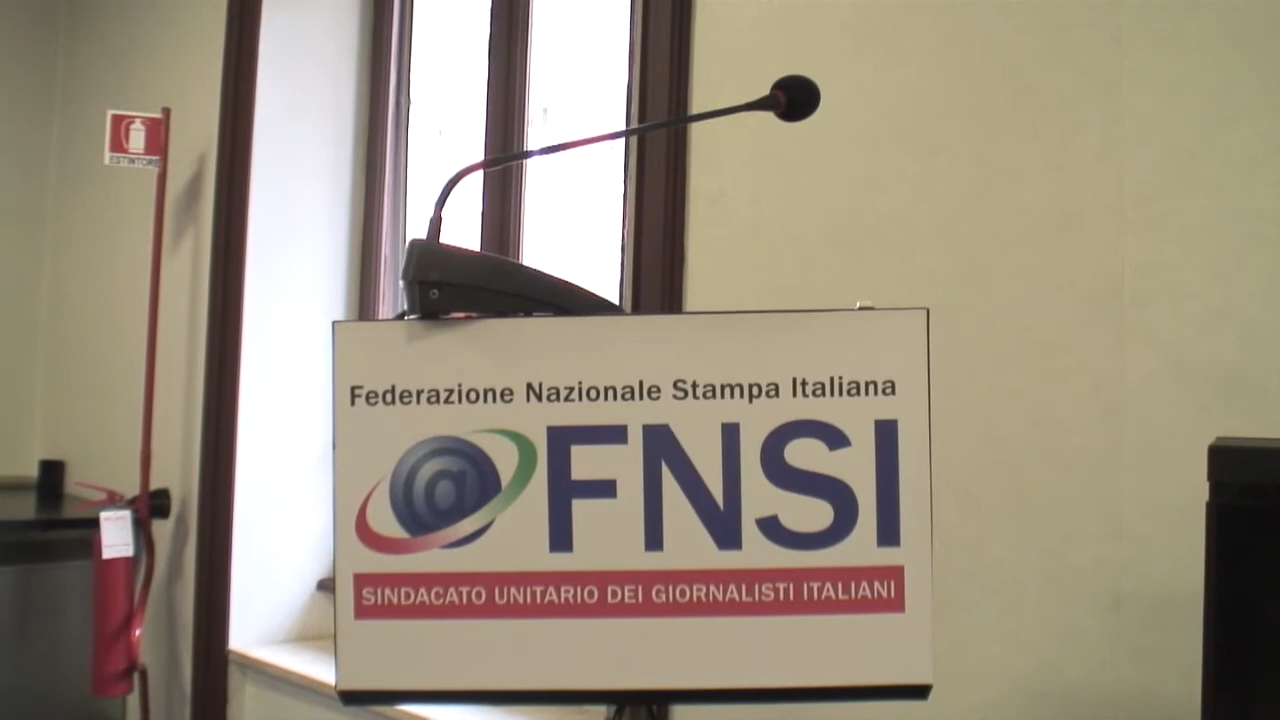 ESTINTORE
Federazione Nazionale Stampa Italiana
@FNSI
SINDACATO UNITARIO DEI GIORNALISTI ITALIANI